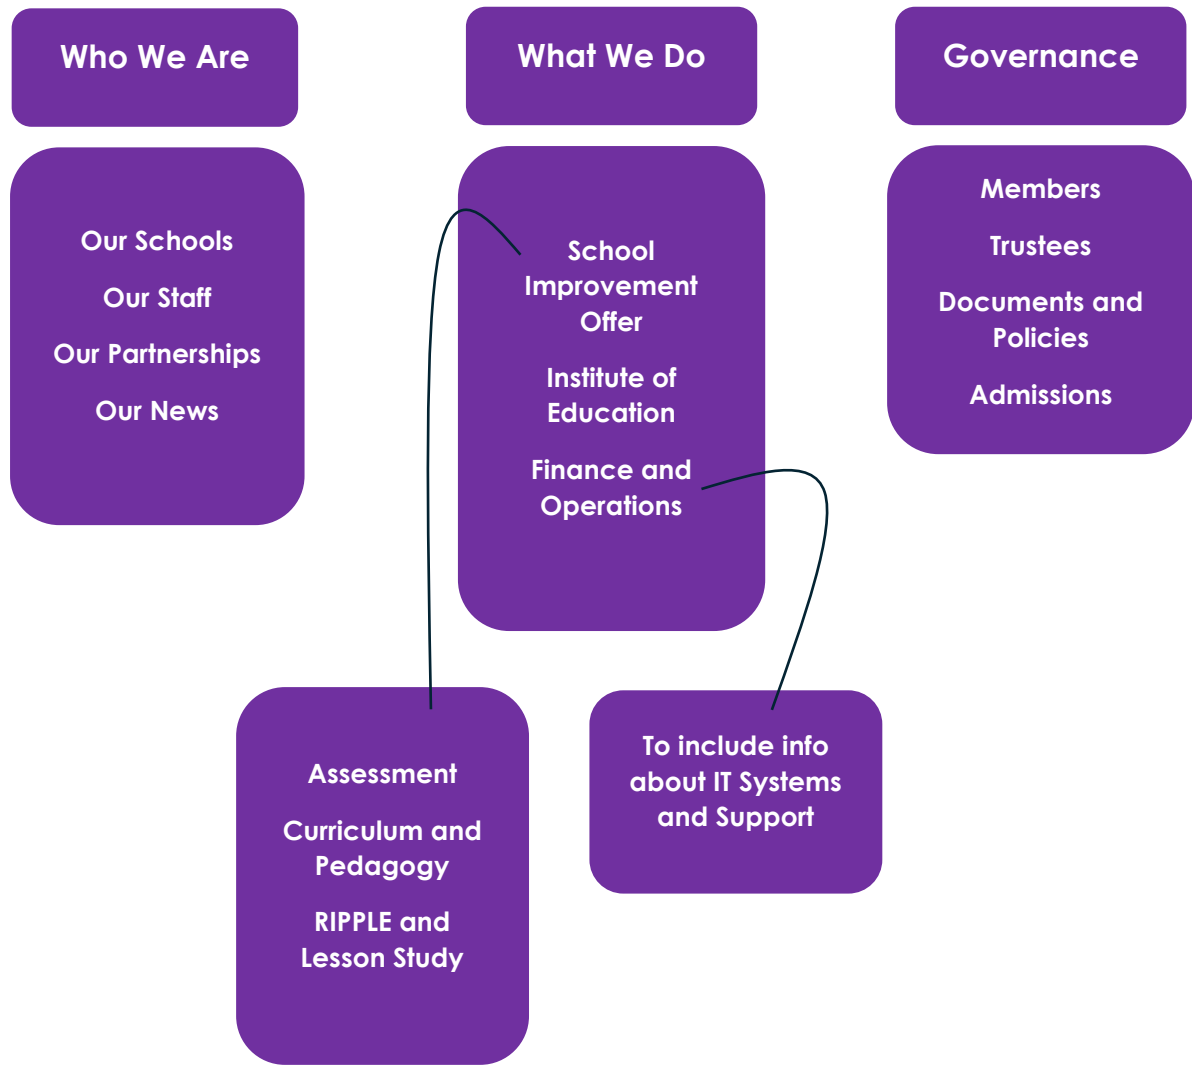 Who We Are
What We Do
Governance
Our Schools
Our Staff
Our Partnerships
Our News
School
Improvement
Offer
Institute of
Education
Finance and
Operations
Members
Trustees
Documents and
Policies
Admissions
Assessment
Curriculum and
Pedagogy
RIPPLE and
Lesson Study
To include info
about IT Systems
and Support